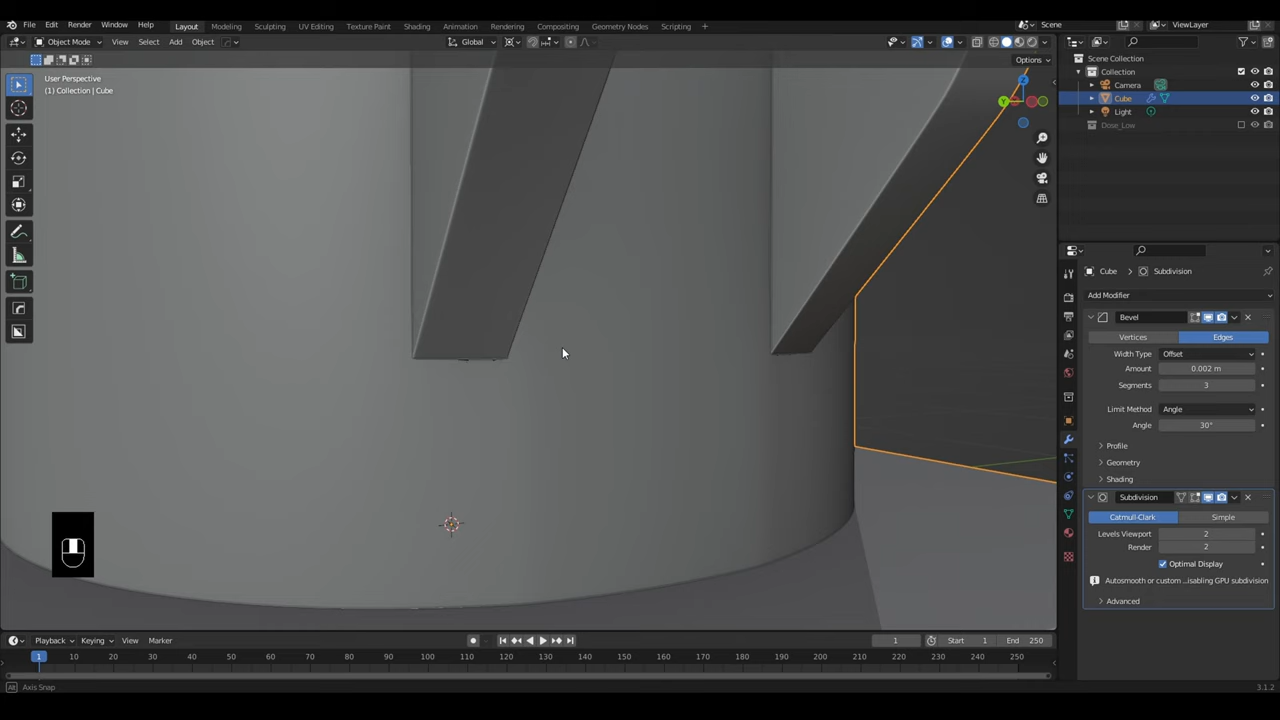 File Edit Render Window Help Layout Modeling Sculpting UV Editing Texture Paint Shading Animation Rendering Compositing Geometry Nodes Scripting + Scene ViewLayer
Object Mode View Select Add Object Global
Options
User Perspective
(1) Collection | Cube
Z
Y
Scene Collection
Collection
Camera
Cube
Light
Dose_Low
Cube > Subdivision
Add Modifier
Bevel
Vertices Edges
Width Type Offset
Amount 0.002 m
Segments 3
Limit Method Angle
Angle 30°
Profile
Geometry
Shading
Subdivision
Catmull-Clark Simple
Levels Viewport 2
Render 2
Optimal Display
Autosmooth or custom ...isabling GPU subdivision
Advanced
Playback Keying View Marker 1 Start 1 End 250
1 10 20 30 40 50 60 70 80 90 100 110 120 130 140 150 160 170 180 190 200 210 220 230 240 250
Alt Axis Snap 3.1.2